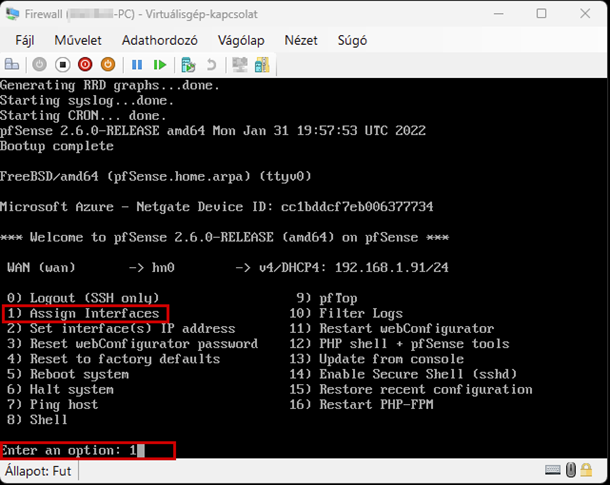 Firewall (-PC) - Virtuálisgép-kapcsolat
Fájl Művelet Adathordozó Vágólap Nézet Súgó
Generating RRD graphs...done.
Starting syslog...done.
Starting CRON... done.
pfSense 2.6.0-RELEASE amd64 Mon Jan 31 19:57:53 UTC 2022
Bootup complete
FreeBSD/amd64 (pfSense.home.arpa) (ttyv0)
Microsoft Azure - Netgate Device ID: cc1bddcf7eb006377734
*** Welcome to pfSense 2.6.0-RELEASE (amd64) on pfSense ***
WAN (wan) -> hn0 -> v4/DHCP4: 192.168.1.91/24
0) Logout (SSH only) 9) pfTop
1) Assign Interfaces 10) Filter Logs
2) Set interface(s) IP address 11) Restart webConfigurator
3) Reset webConfigurator password 12) PHP shell + pfSense tools
4) Reset to factory defaults 13) Update from console
5) Reboot system 14) Enable Secure Shell (sshd)
6) Halt system 15) Restore recent configuration
7) Ping host 16) Restart PHP-FPM
8) Shell
Enter an option: 1
Állapot: Fut